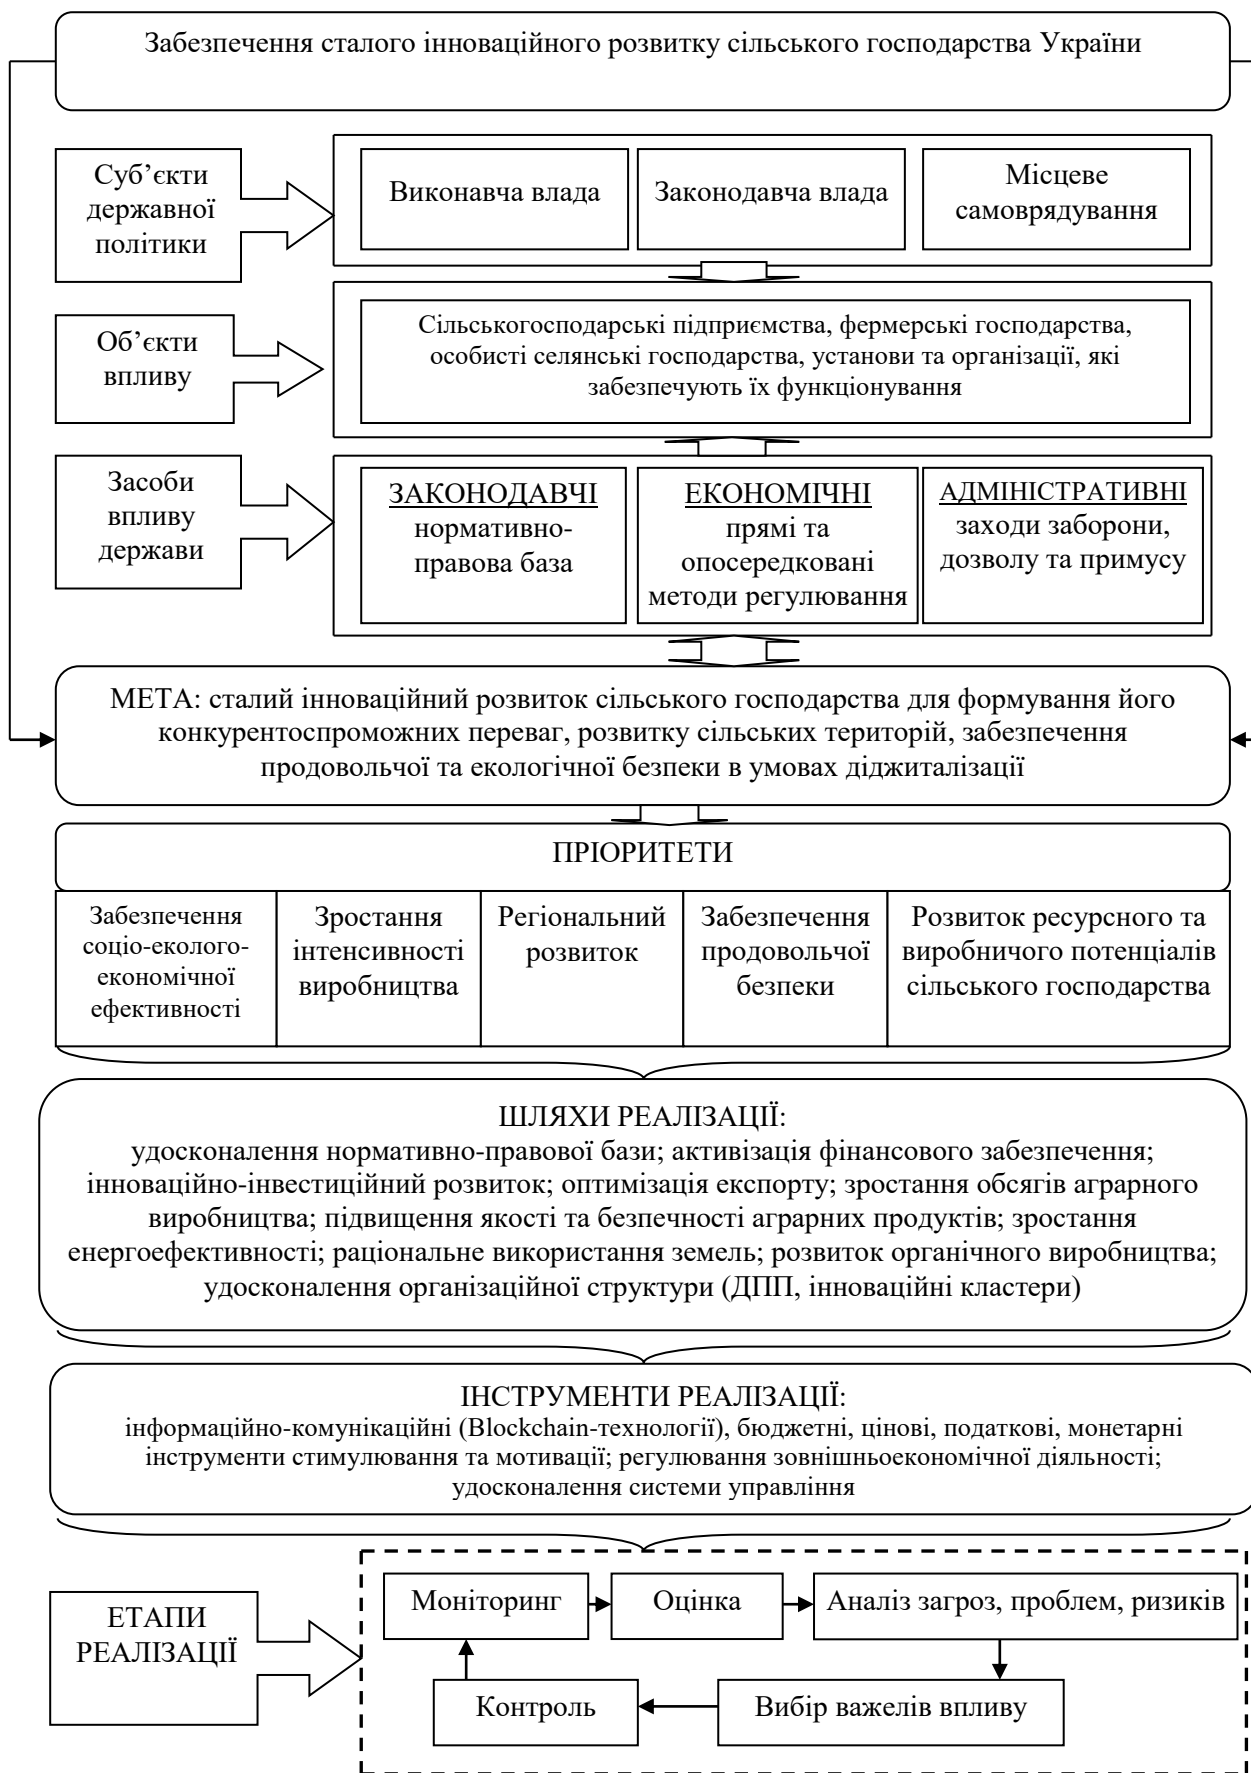 Забезпечення сталого інноваційного розвитку сільського господарства України
Суб’єкти
державної
політики
Виконавча влада
Законодавча влада
Місцеве
самоврядування
Об’єкти
впливу
Сільськогосподарські підприємства, фермерські господарства,
особисті селянські господарства, установи та організації, які
забезпечують їх функціонування
Засоби
впливу
держави
ЗАКОНОДАВЧІ
нормативно-
правова база
ЕКОНОМІЧНІ
прямі та
опосередковані
методи регулювання
АДМІНІСТРАТИВНІ
заходи заборони,
дозволу та примусу
МЕТА: сталий інноваційний розвиток сільського господарства для формування його
конкурентоспроможних переваг, розвитку сільських територій, забезпечення
продовольчої та екологічної безпеки в умовах діджиталізації
ПРІОРИТЕТИ
Забезпечення
соціо-еколого-
економічної
ефективності
Зростання
інтенсивності
виробництва
Регіональний
розвиток
Забезпечення
продовольчої
безпеки
Розвиток ресурсного та
виробничого потенціалів
сільського господарства
ШЛЯХИ РЕАЛІЗАЦІЇ:
удосконалення нормативно-правової бази; активізація фінансового забезпечення;
інноваційно-інвестиційний розвиток; оптимізація експорту; зростання обсягів аграрного
виробництва; підвищення якості та безпечності аграрних продуктів; зростання
енергоефективності; раціональне використання земель; розвиток органічного виробництва;
удосконалення організаційної структури (ДПП, інноваційні кластери)
ІНСТРУМЕНТИ РЕАЛІЗАЦІЇ:
інформаційно-комунікаційні (Blockchain-технології), бюджетні, цінові, податкові, монетарні
інструменти стимулювання та мотивації; регулювання зовнішньоекономічної діяльності;
удосконалення системи управління
ЕТАПИ
РЕАЛІЗАЦІЇ
Моніторинг
Оцінка
Аналіз загроз, проблем, ризиків
Контроль
Вибір важелів впливу